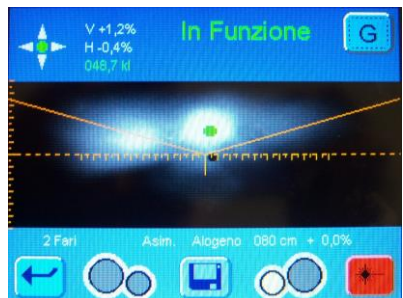 V +1,2%
In Funzione
G
H -0,4%
048,7 kl
2 Fari Asim. Alogeno 080 cm + 0,0%